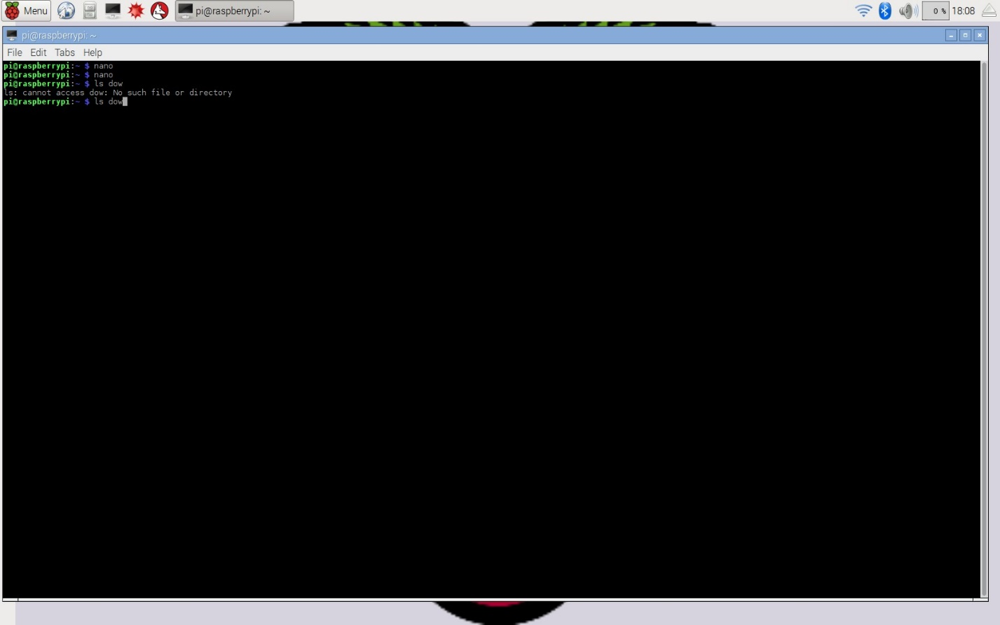 Menu
pi@raspberrypi: ~
0 %
18:08
pi@raspberrypi: ~
File Edit Tabs Help
pi@raspberrypi:~ $ nano
pi@raspberrypi:~ $ nano
pi@raspberrypi:~ $ ls dow
ls: cannot access dow: No such file or directory
pi@raspberrypi:~ $ ls dow